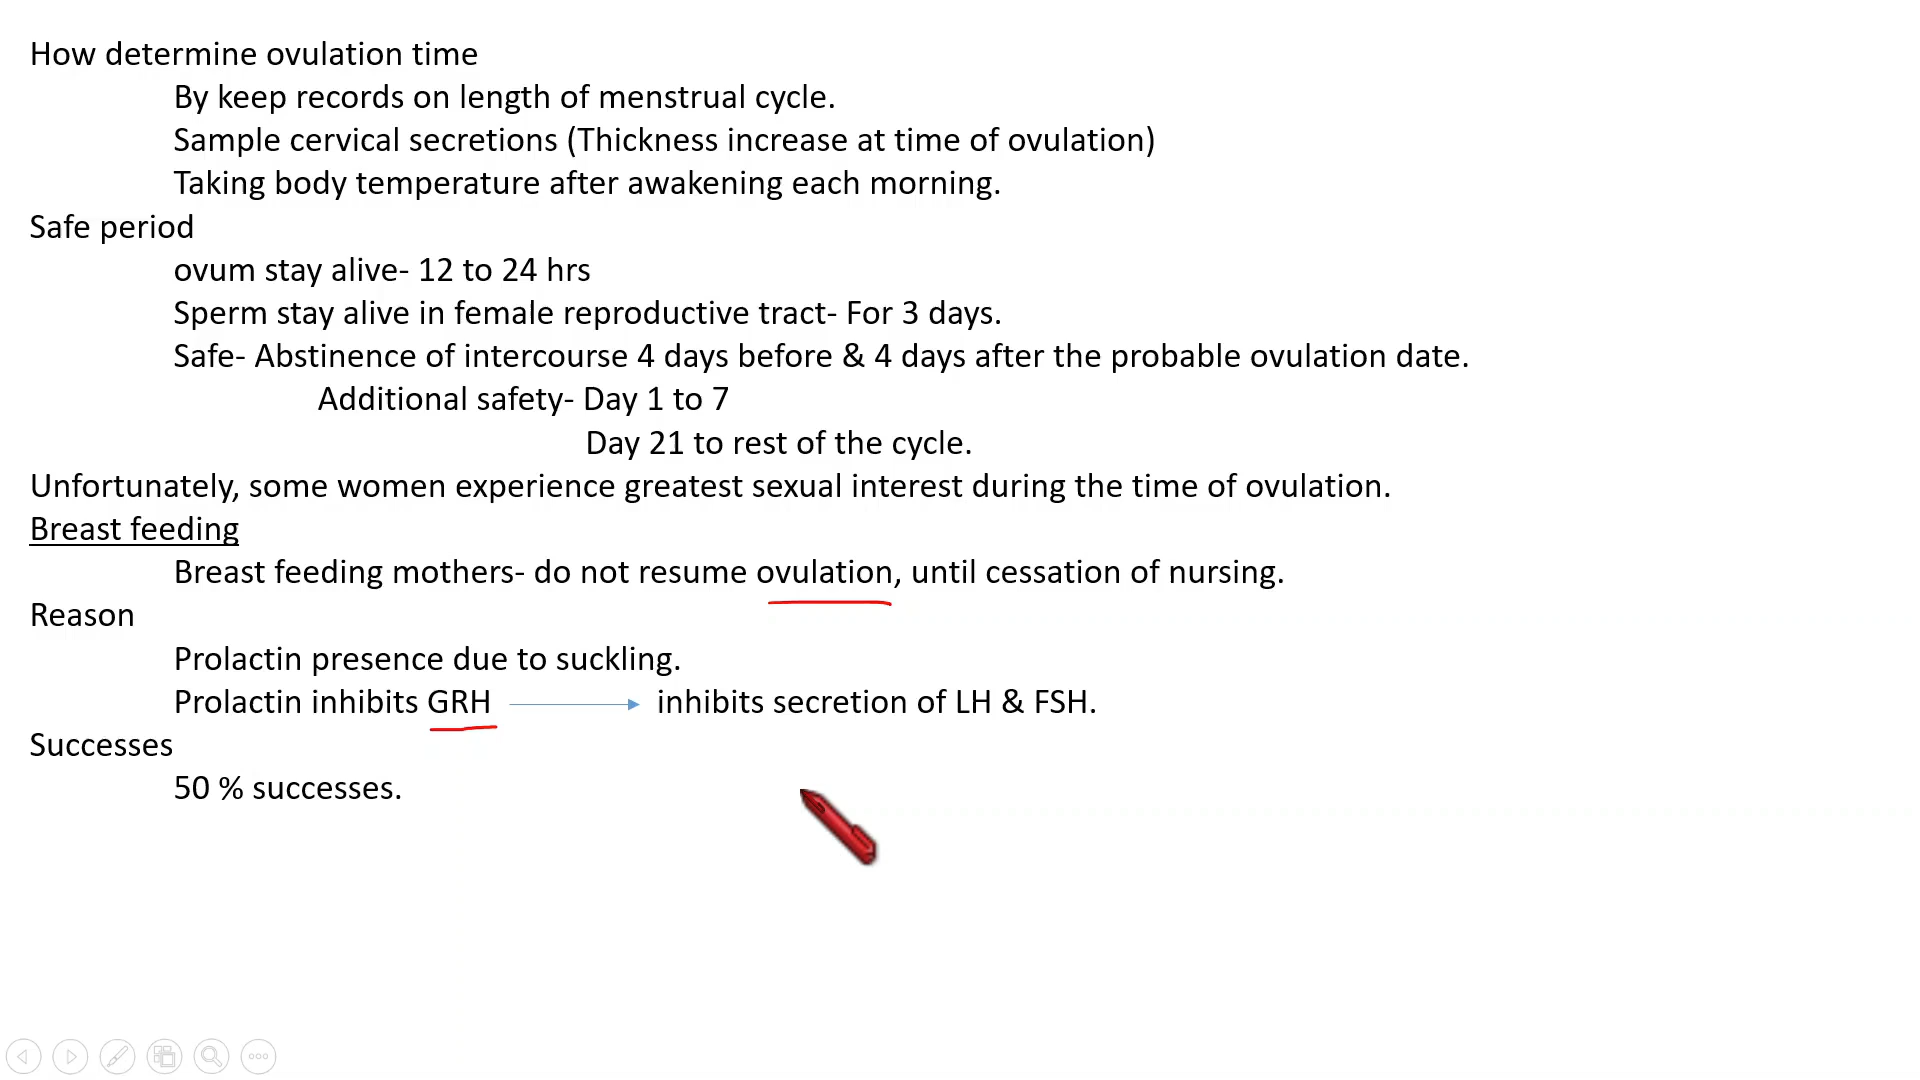 How determine ovulation time
By keep records on length of menstrual cycle.
Sample cervical secretions (Thickness increase at time of ovulation)
Taking body temperature after awakening each morning.
Safe period
ovum stay alive- 12 to 24 hrs
Sperm stay alive in female reproductive tract- For 3 days.
Safe- Abstinence of intercourse 4 days before & 4 days after the probable ovulation date.
Additional safety- Day 1 to 7
Day 21 to rest of the cycle.
Unfortunately, some women experience greatest sexual interest during the time of ovulation.
Breast feeding
Breast feeding mothers- do not resume ovulation, until cessation of nursing.
Reason
Prolactin presence due to suckling.
Prolactin inhibits GRH inhibits secretion of LH & FSH.
Successes
50 % successes.